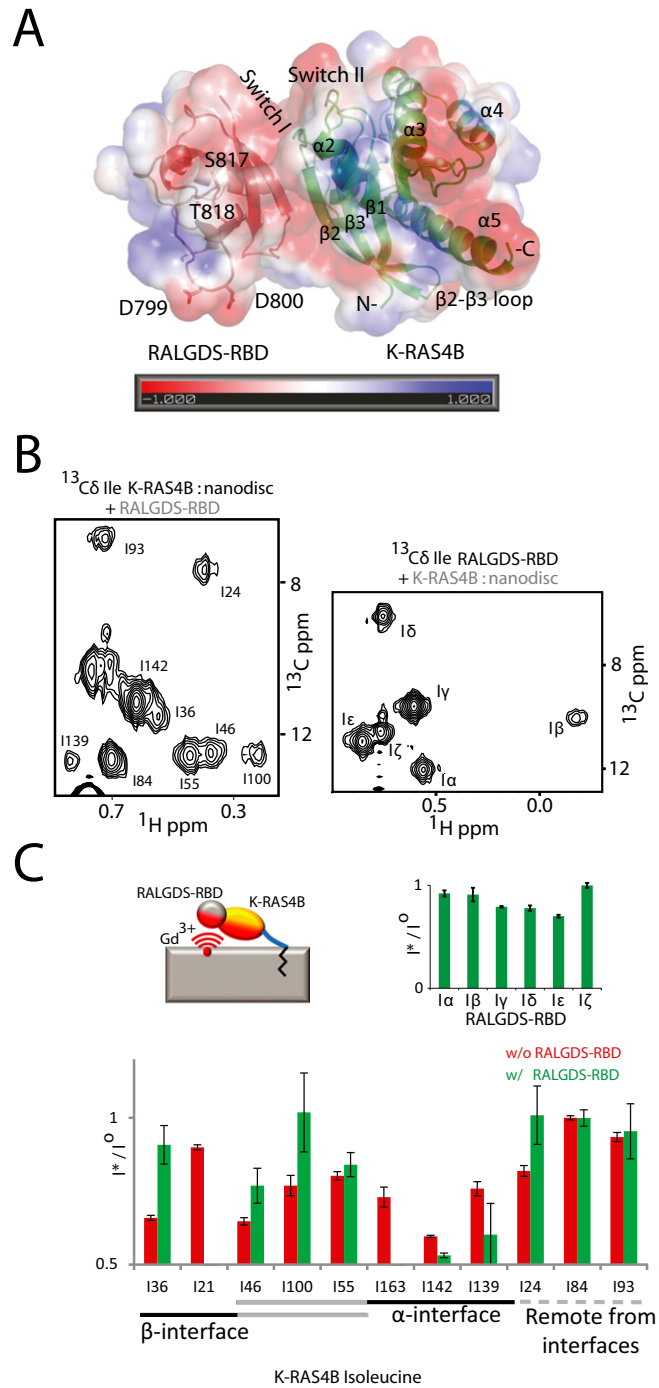 A
Switch I
Switch II
α2
α3
α4
S817
T818
β1
β3
β2
α5
-C
D799
D800
N-
β2-β3 loop
RALGDS-RBD
K-RAS4B
-1.000
1.000
B
13Cδ Ile K-RAS4B : nanodisc
+ RALGDS-RBD
I93
I24
8
I142
I36
12
I139
I84
I55
I46
I100
0.7
0.3
1H ppm
13C ppm
13Cδ Ile RALGDS-RBD
+ K-RAS4B : nanodisc
Iδ
8
Iγ
Iβ
Iε
Iζ
Iα
12
0.5
0.0
1H ppm
13C ppm
C
RALGDS-RBD
K-RAS4B
Gd3+
1
0
I* / Io
Iα Iβ Iγ Iδ Iε Iζ
RALGDS-RBD
w/o RALGDS-RBD
w/ RALGDS-RBD
1
I* / Io
0.5
I36 I21 I46 I100 I55 I163 I142 I139 I24 I84 I93
β-interface
α-interface
Remote from
interfaces
K-RAS4B Isoleucine